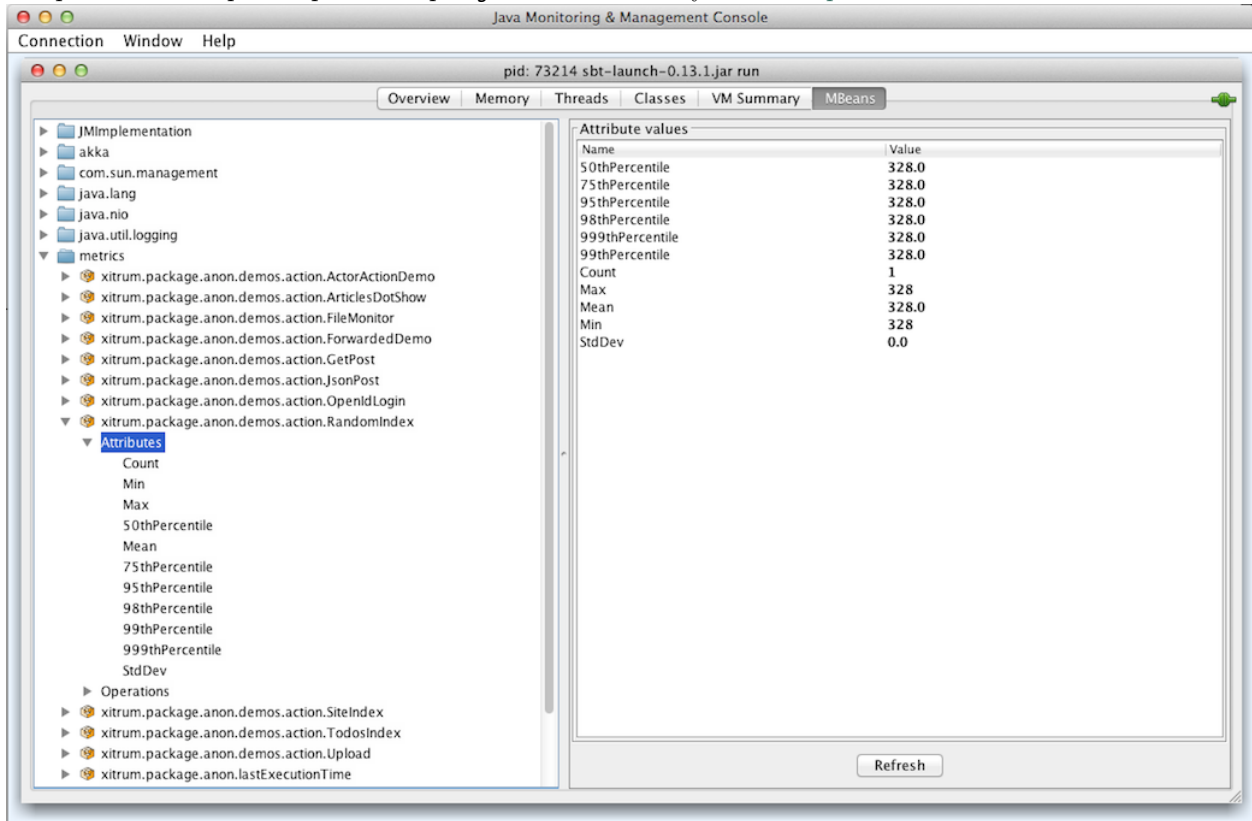 Java Monitoring & Management Console
Connection Window Help
pid: 73214 sbt-launch-0.13.1.jar run
Overview Memory Threads Classes VM Summary MBeans
JMImplementation
akka
com.sun.management
java.lang
java.nio
java.util.logging
metrics
xitrum.package.anon.demos.action.ActorActionDemo
xitrum.package.anon.demos.action.ArticlesDotShow
xitrum.package.anon.demos.action.FileMonitor
xitrum.package.anon.demos.action.ForwardedDemo
xitrum.package.anon.demos.action.GetPost
xitrum.package.anon.demos.action.JsonPost
xitrum.package.anon.demos.action.OpenIdLogin
xitrum.package.anon.demos.action.RandomIndex
Attributes
Count
Min
Max
50thPercentile
Mean
75thPercentile
95thPercentile
98thPercentile
99thPercentile
999thPercentile
StdDev
Operations
xitrum.package.anon.demos.action.SiteIndex
xitrum.package.anon.demos.action.TodosIndex
xitrum.package.anon.demos.action.Upload
xitrum.package.anon.lastExecutionTime
Attribute values
Name Value
50thPercentile 328.0
75thPercentile 328.0
95thPercentile 328.0
98thPercentile 328.0
999thPercentile 328.0
99thPercentile 328.0
Count 1
Max 328
Mean 328.0
Min 328
StdDev 0.0
Refresh